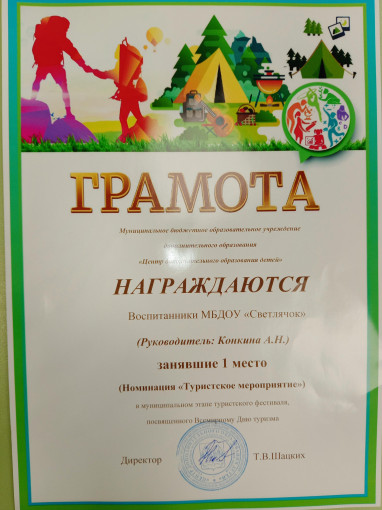 ГРАМОТА
Муниципальное бюджетное образовательное учреждение
дополнительного образования
«Центр дополнительного образования детей»
НАГРАЖДАЮТСЯ
Воспитанники МБДОУ «Светлячок»
(Руководитель: Конкина А.Н.)
занявшие 1 место
(Номинация «Туристское мероприятие»)
в муниципальном этапе туристского фестиваля,
посвященного Всемирному Дню туризма
Директор Т.В.Шацких